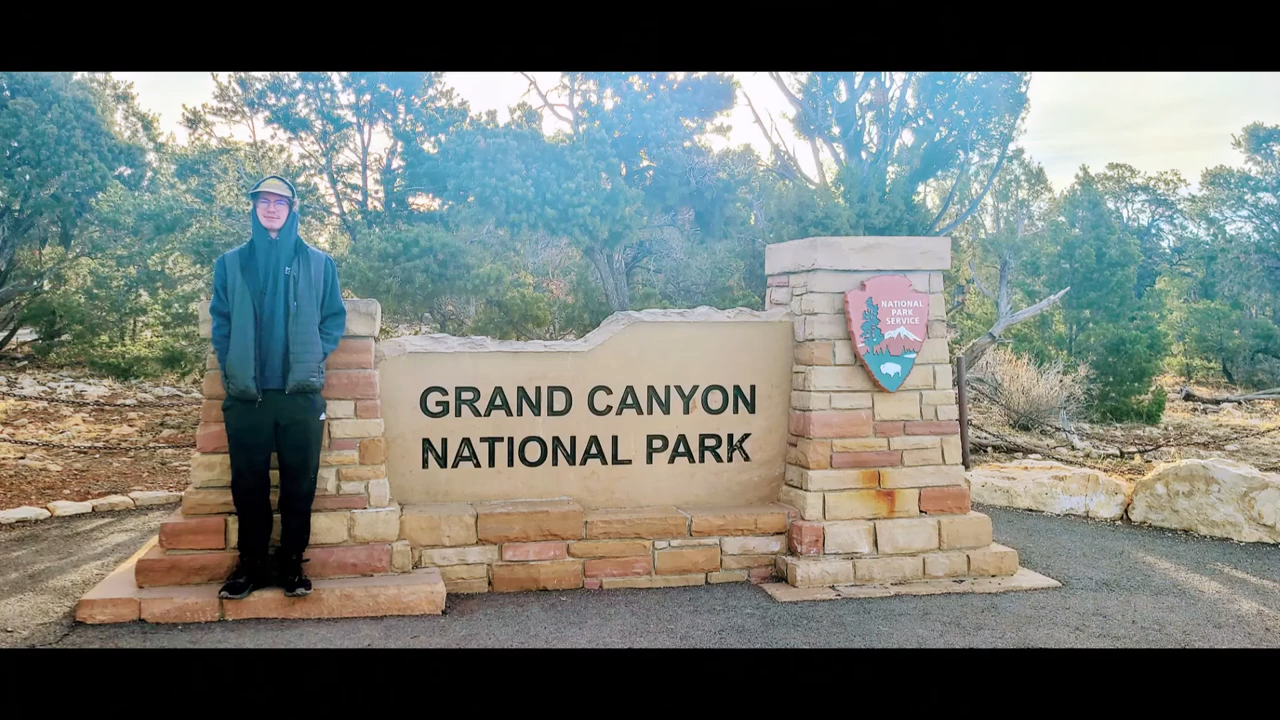 GRAND CANYON
NATIONAL PARK
NATIONAL
PARK
SERVICE